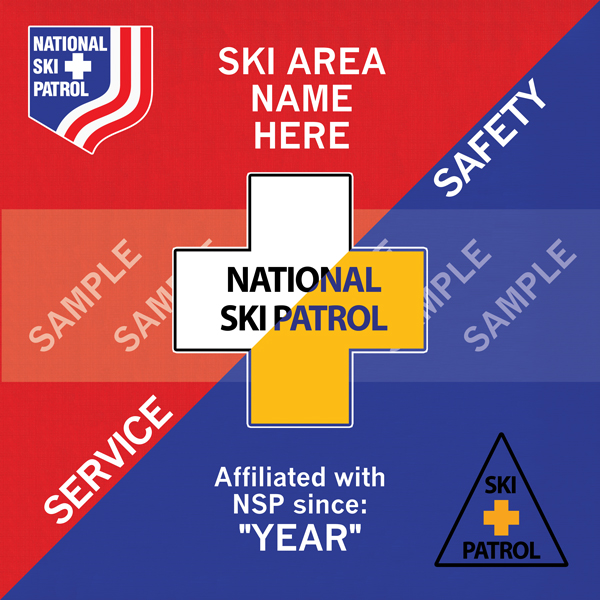 NATIONAL
SKI
PATROL
SKI AREA
NAME
HERE
SAFETY
NATIONAL
SKI PATROL
SAMPLE
SAMPLE
SAMPLE
SAMPLE
SERVICE
Affiliated with
NSP since:
"YEAR"
SKI
PATROL